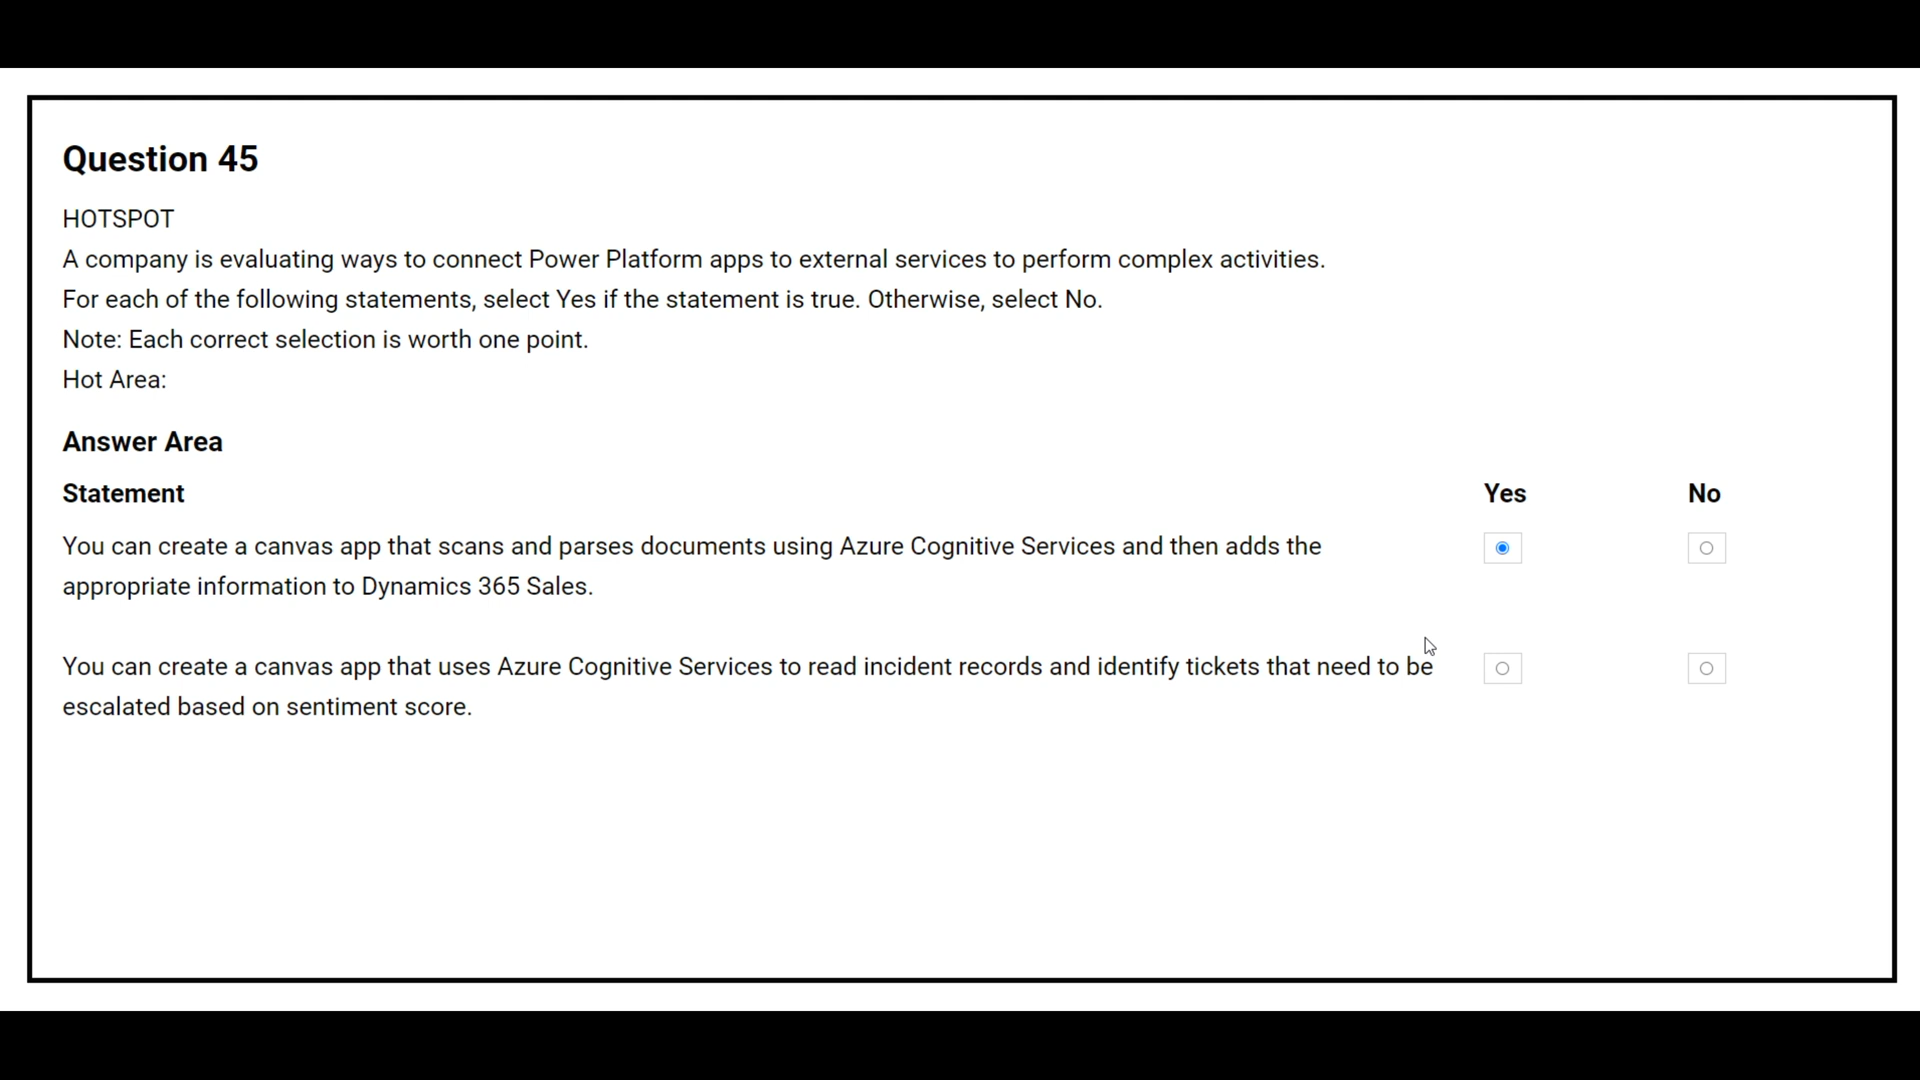 Question 45
HOTSPOT
A company is evaluating ways to connect Power Platform apps to external services to perform complex activities.
For each of the following statements, select Yes if the statement is true. Otherwise, select No.
Note: Each correct selection is worth one point.
Hot Area:
Answer Area
Statement Yes No
You can create a canvas app that scans and parses documents using Azure Cognitive Services and then adds the
appropriate information to Dynamics 365 Sales.
You can create a canvas app that uses Azure Cognitive Services to read incident records and identify tickets that need to be
escalated based on sentiment score.